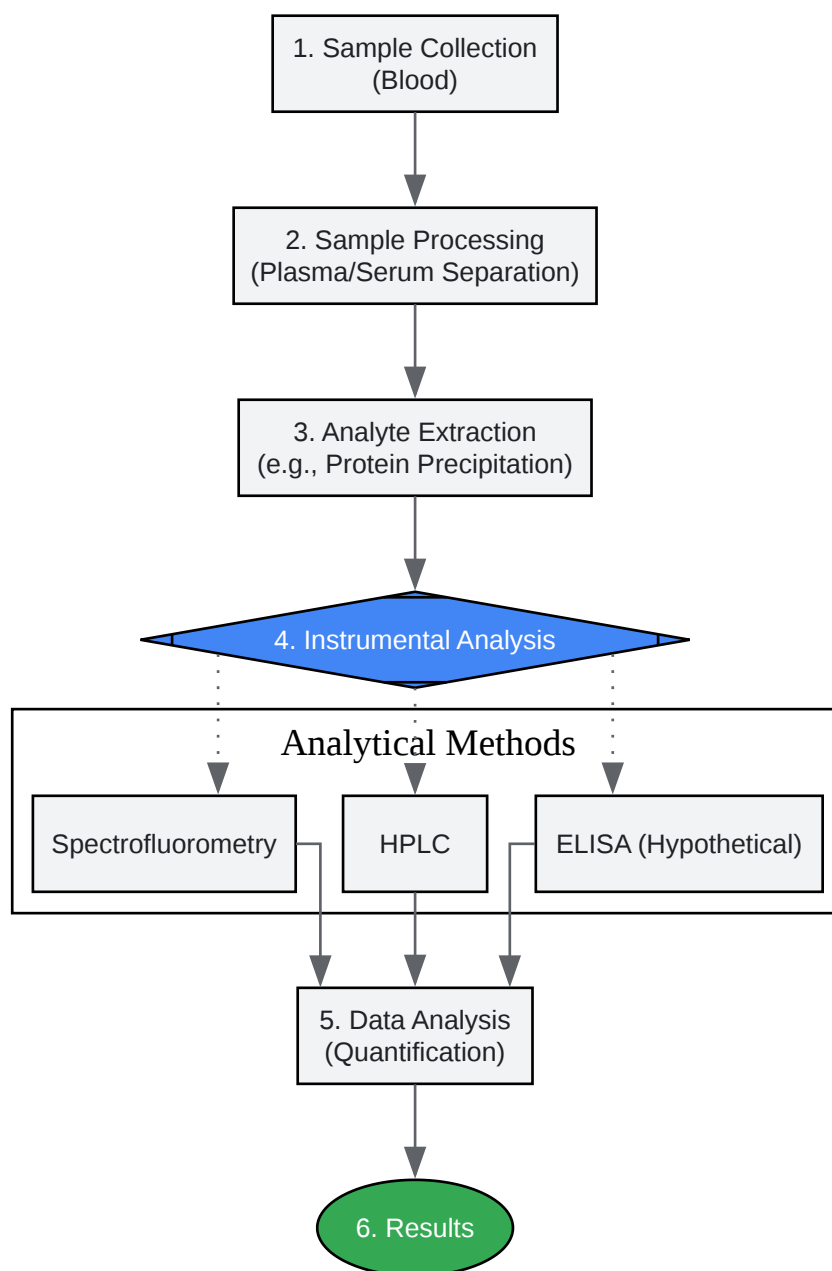 1. Sample Collection
(Blood)
2. Sample Processing
(Plasma/Serum Separation)
3. Analyte Extraction
(e.g., Protein Precipitation)
4. Instrumental Analysis
Analytical Methods
Spectrofluorometry
HPLC
ELISA (Hypothetical)
5. Data Analysis
(Quantification)
6. Results